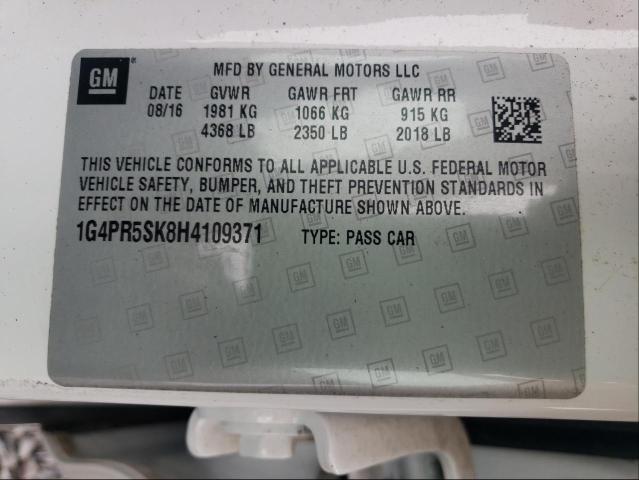 GM
MFD BY GENERAL MOTORS LLC
DATE GVWR GAWR FRT GAWR RR
08/16 1981 KG 1066 KG 915 KG
4368 LB 2350 LB 2018 LB
THIS VEHICLE CONFORMS TO ALL APPLICABLE U.S. FEDERAL MOTOR
VEHICLE SAFETY, BUMPER, AND THEFT PREVENTION STANDARDS IN
EFFECT ON THE DATE OF MANUFACTURE SHOWN ABOVE.
1G4PR5SK8H4109371 TYPE: PASS CAR